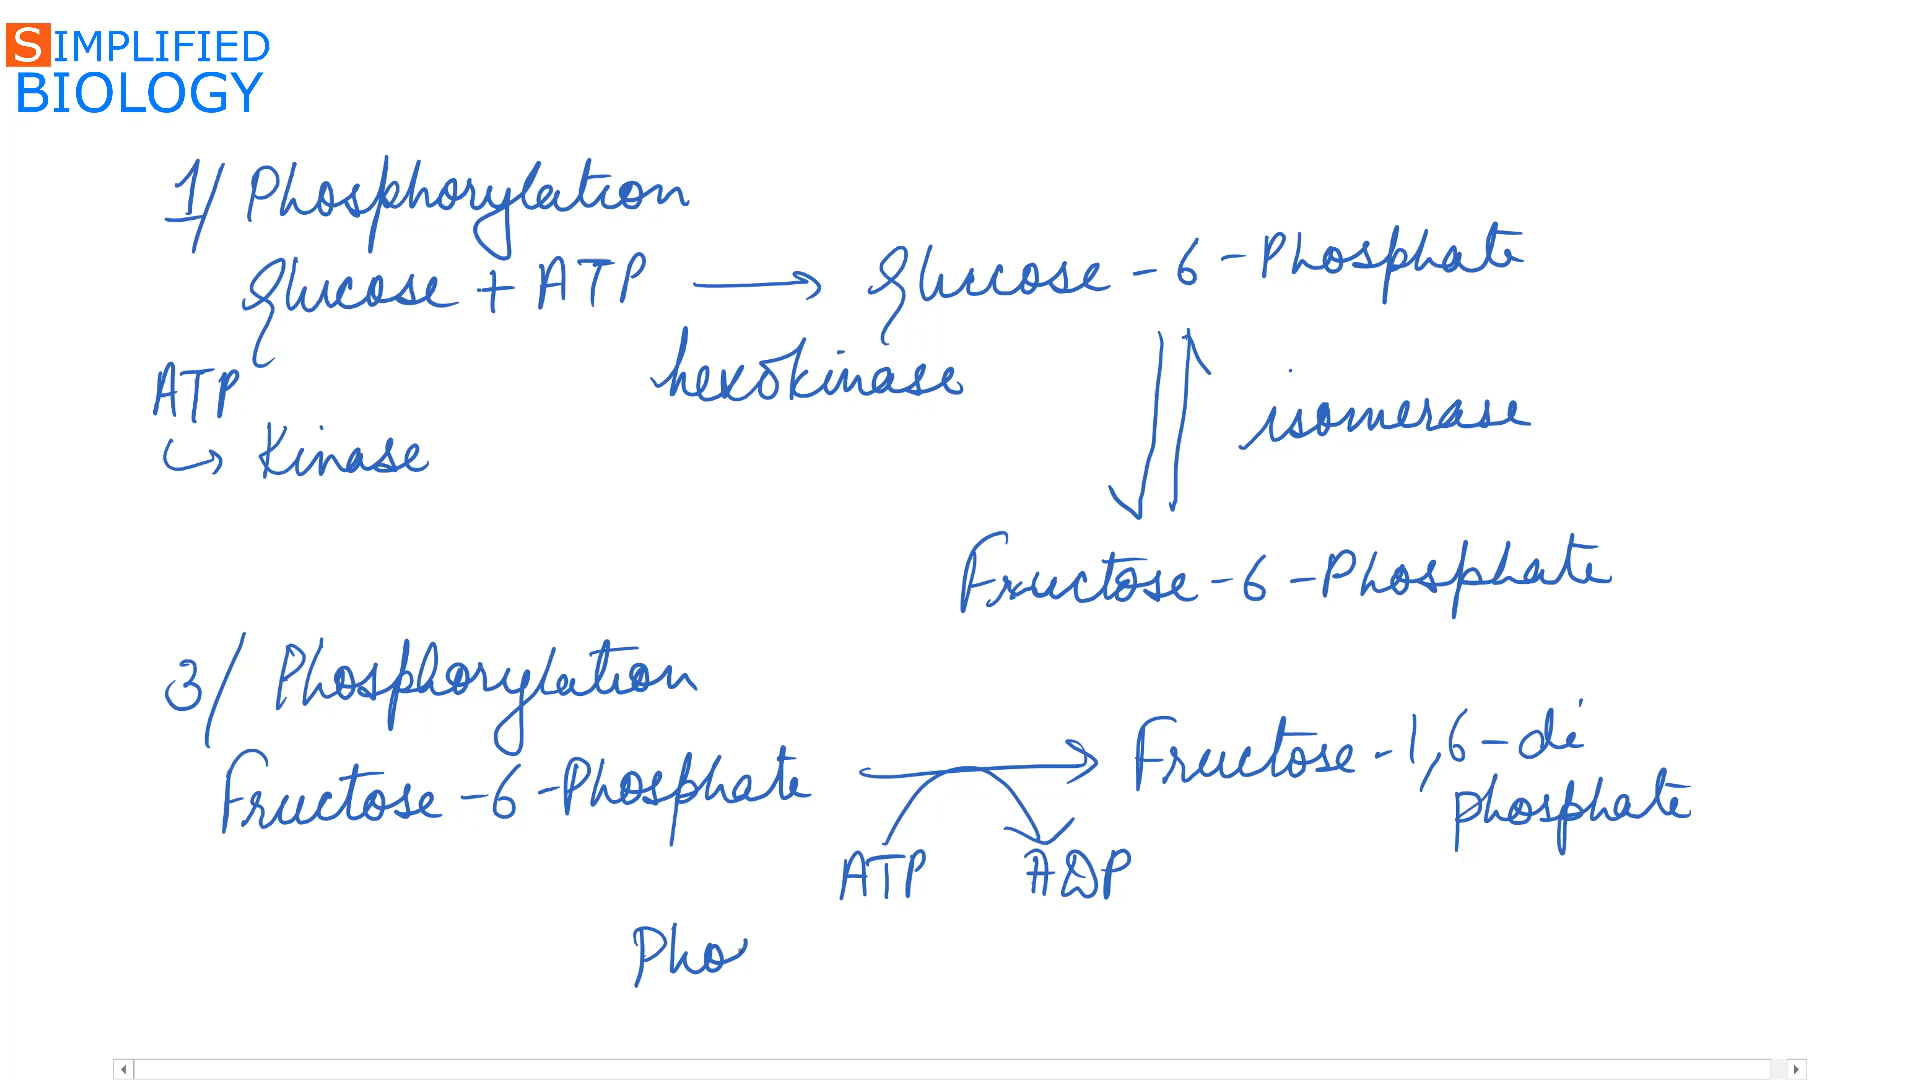 SIMPLIFIED
BIOLOGY
1/ Phosphorylation
Glucose + ATP → Glucose - 6 - Phosphate
hexokinase
ATP
↳ Kinase
isomerase
Fructose - 6 - Phosphate
3/ Phosphorylation
Fructose - 6 - Phosphate → Fructose - 1,6 - di
phosphate
ATP ADP
Pho